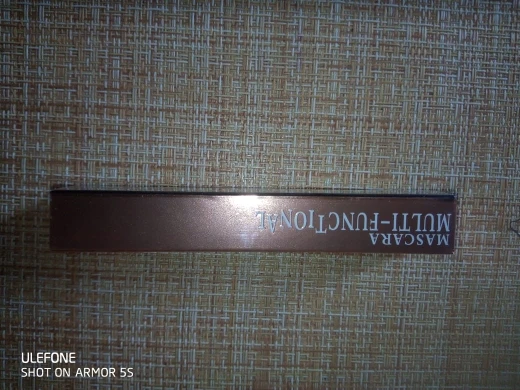 MULTI-FUNCTIONAL
MASCARA
ULEFONE
SHOT ON ARMOR 5S